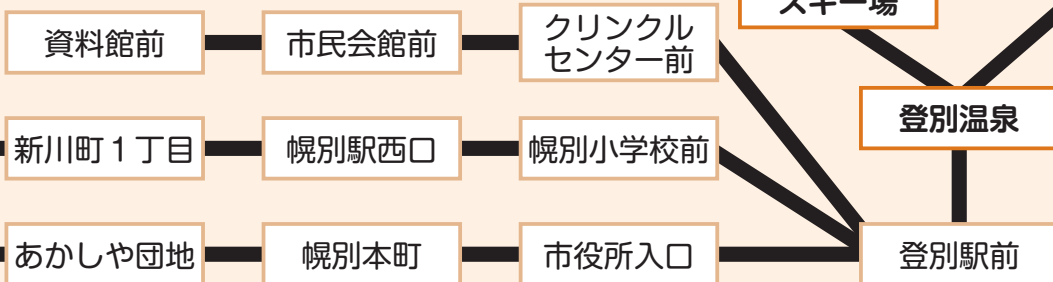 スキー場
資料館前
市民会館前
クリンクル
センター前
登別温泉
新川町1丁目
幌別駅西口
幌別小学校前
あかしや団地
幌別本町
市役所入口
登別駅前